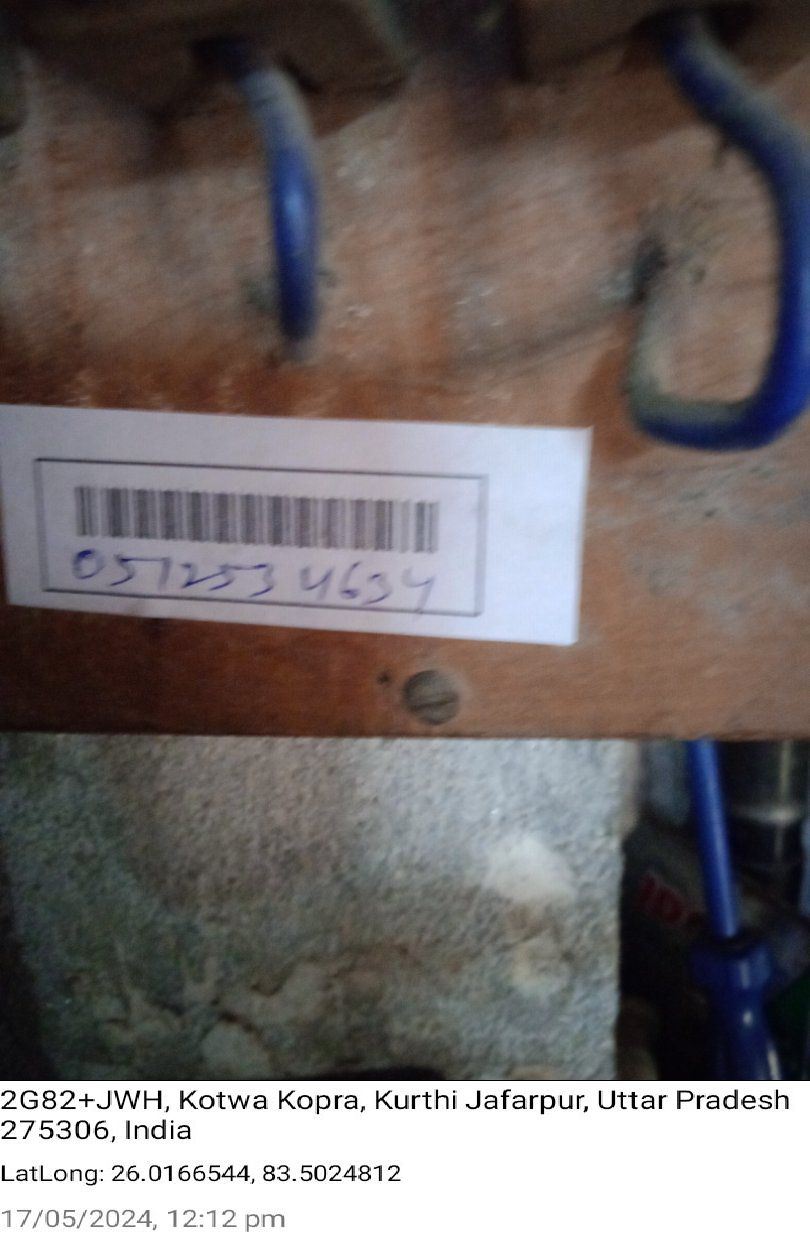 0512534634
2G82+JWH, Kotwa Kopra, Kurthi Jafarpur, Uttar Pradesh
275306, India
LatLong: 26.0166544, 83.5024812
17/05/2024, 12:12 pm